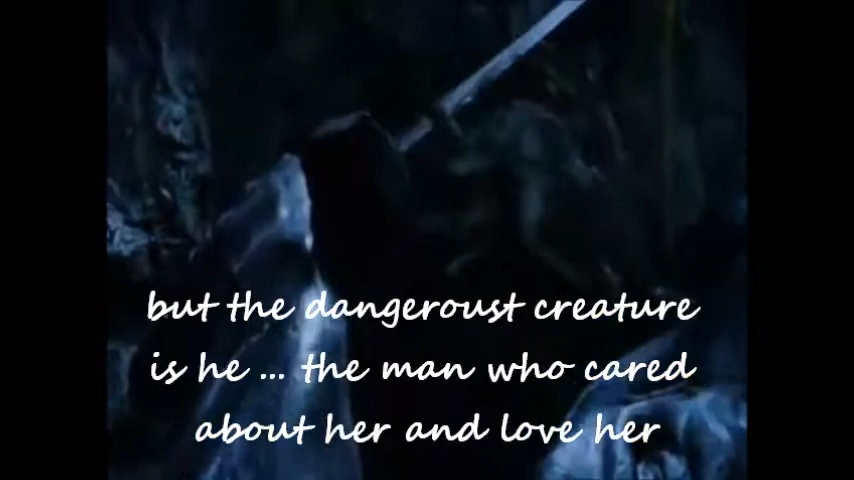 but the dangeroust creature
is he ... the man who cared
about her and love her